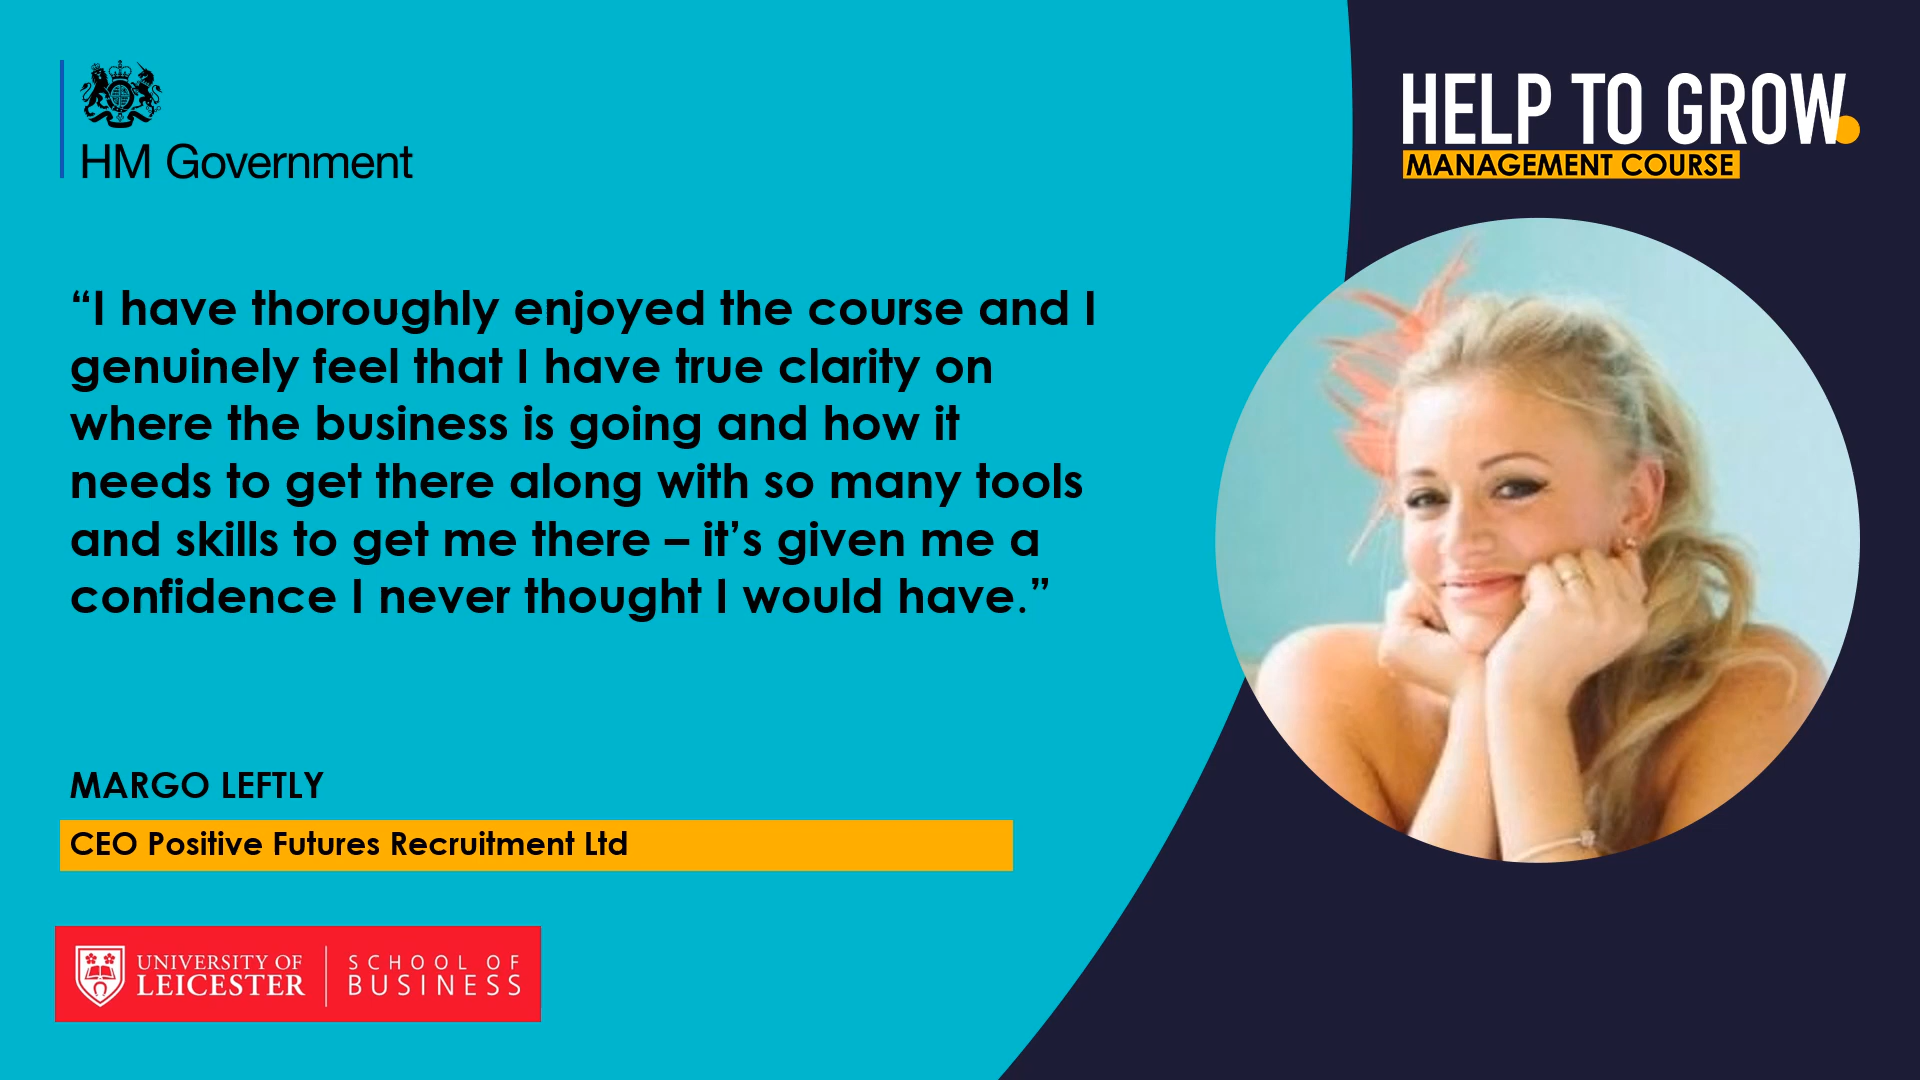 HM Government
HELP TO GROW.
MANAGEMENT COURSE
“I have thoroughly enjoyed the course and I
genuinely feel that I have true clarity on
where the business is going and how it
needs to get there along with so many tools
and skills to get me there – it’s given me a
confidence I never thought I would have.”
MARGO LEFTLY
CEO Positive Futures Recruitment Ltd
UNIVERSITY OF
LEICESTER
SCHOOL OF
BUSINESS